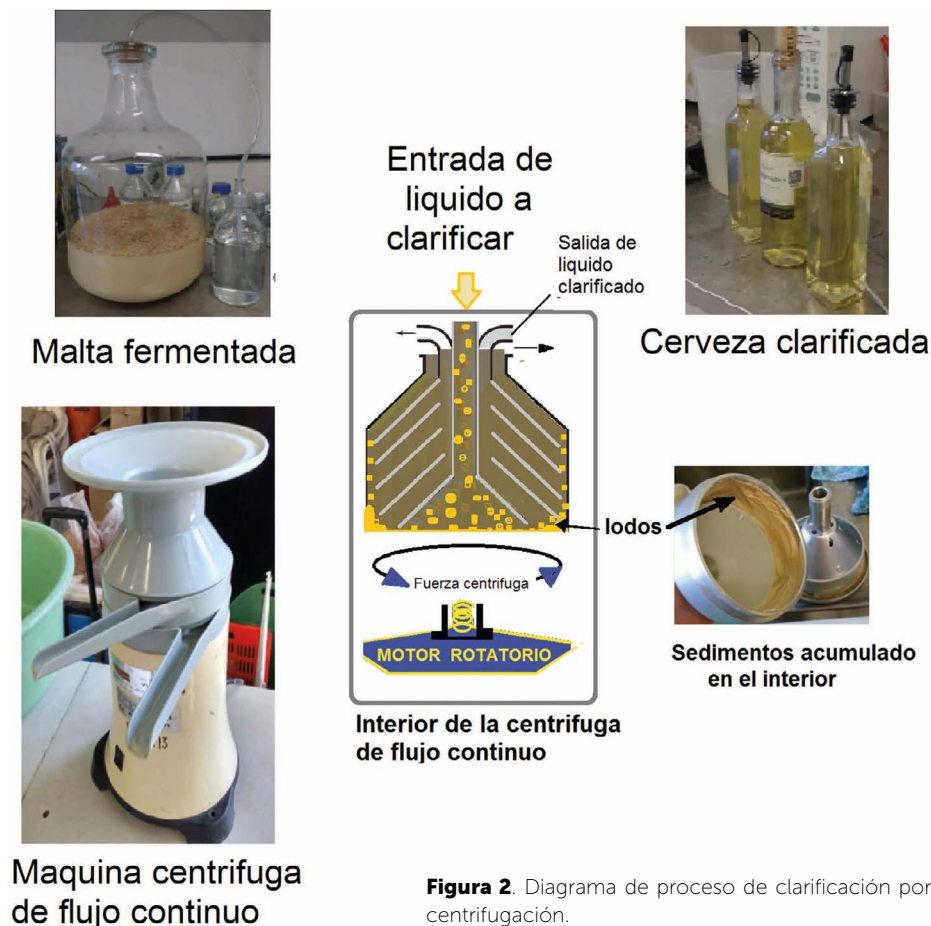 Malta fermentada
Entrada de
liquido a
clarificar
Salida de
liquido
clarificado
Cerveza clarificada
lodos
Fuerza centrifuga
MOTOR ROTATORIO
Interior de la centrifuga
de flujo continuo
Sedimentos acumulado
en el interior
Maquina centrifuga
de flujo continuo
Figura 2. Diagrama de proceso de clarificación por
centrifugación.